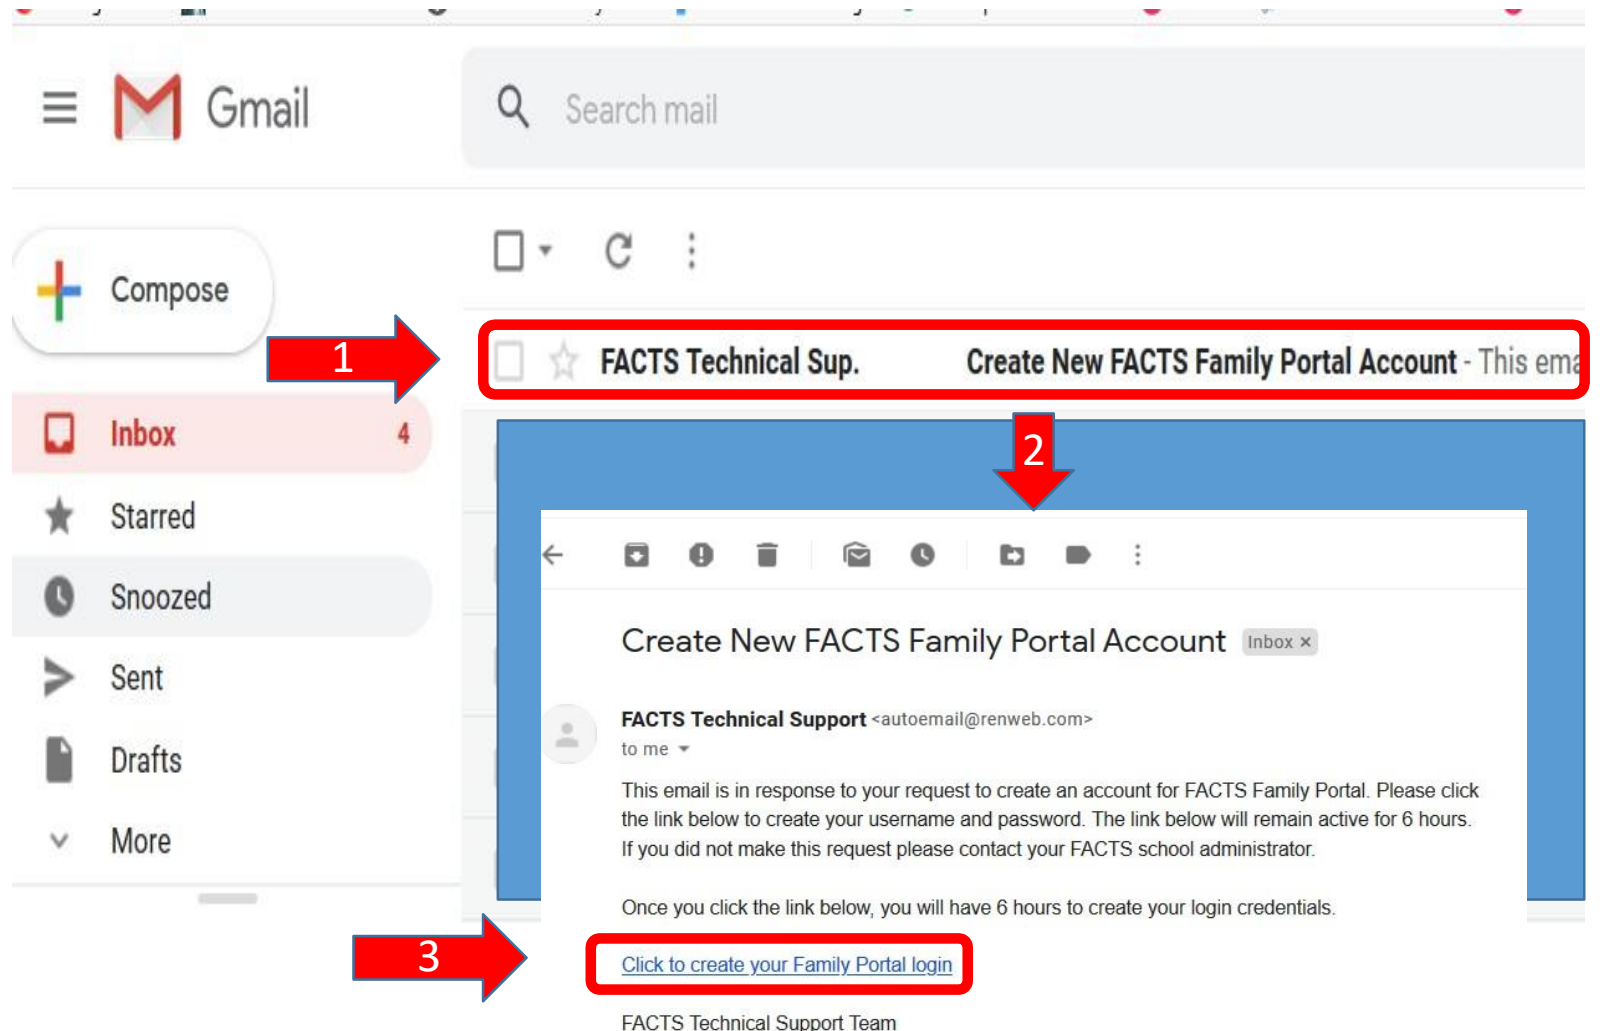 Gmail
Search mail
Compose
1
FACTS Technical Sup. Create New FACTS Family Portal Account - This ema
Inbox 4
2
Starred
Snoozed
Sent
Drafts
More
Create New FACTS Family Portal Account Inbox ×
FACTS Technical Support <autoemail@renweb.com>
to me
This email is in response to your request to create an account for FACTS Family Portal. Please click
the link below to create your username and password. The link below will remain active for 6 hours.
If you did not make this request please contact your FACTS school administrator.
Once you click the link below, you will have 6 hours to create your login credentials.
3
Click to create your Family Portal login
FACTS Technical Support Team